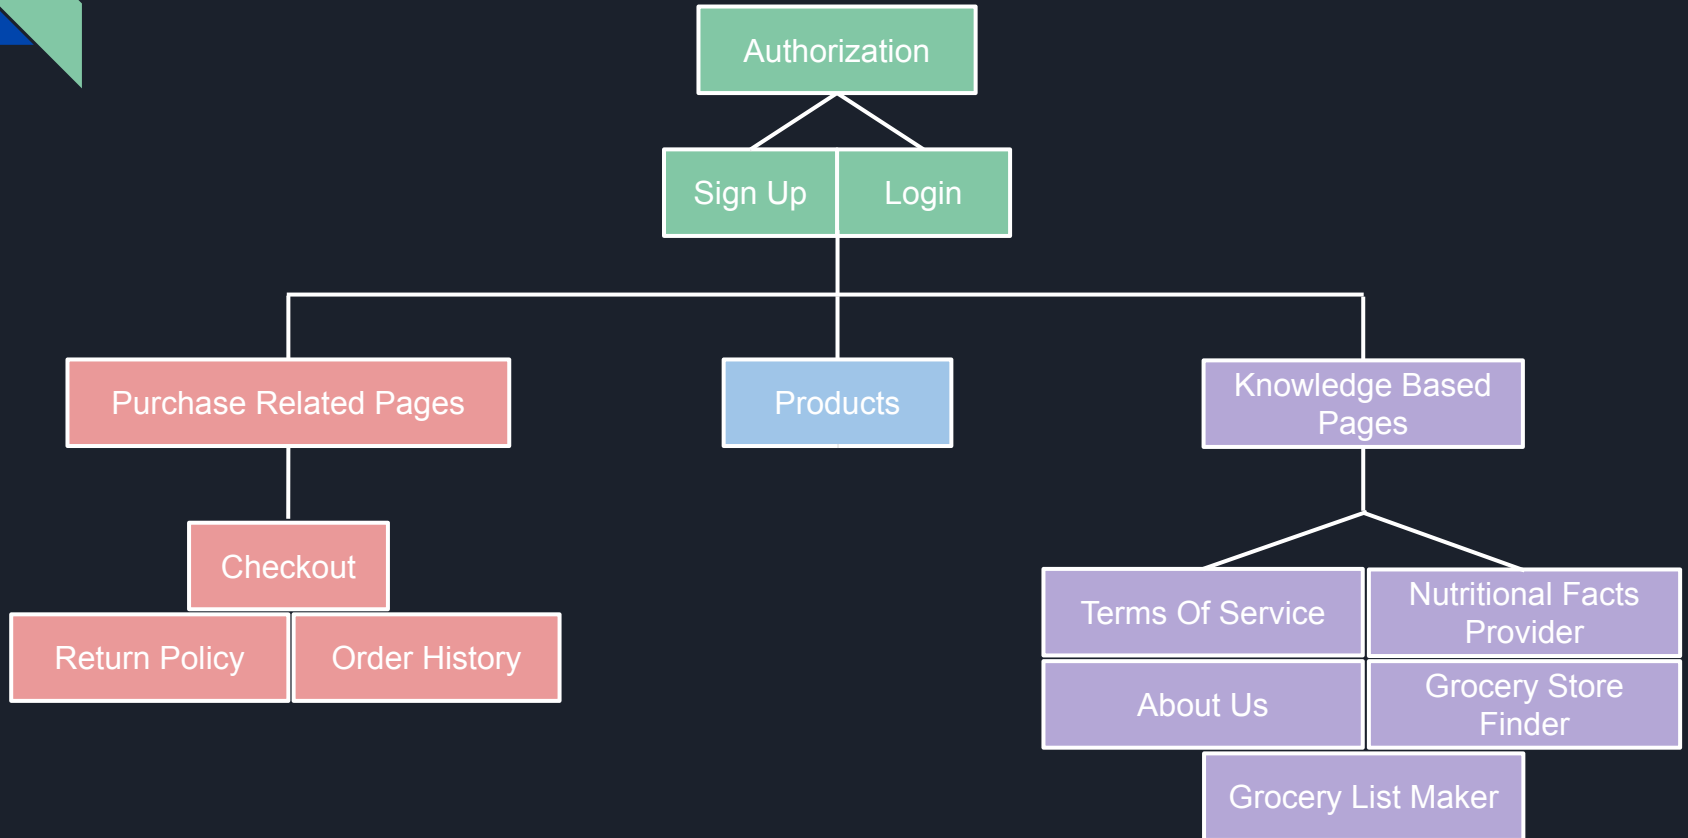 Authorization
Sign Up
Login
Purchase Related Pages
Products
Knowledge Based
Pages
Checkout
Return Policy
Order History
Terms Of Service
Nutritional Facts
Provider
About Us
Grocery Store
Finder
Grocery List Maker